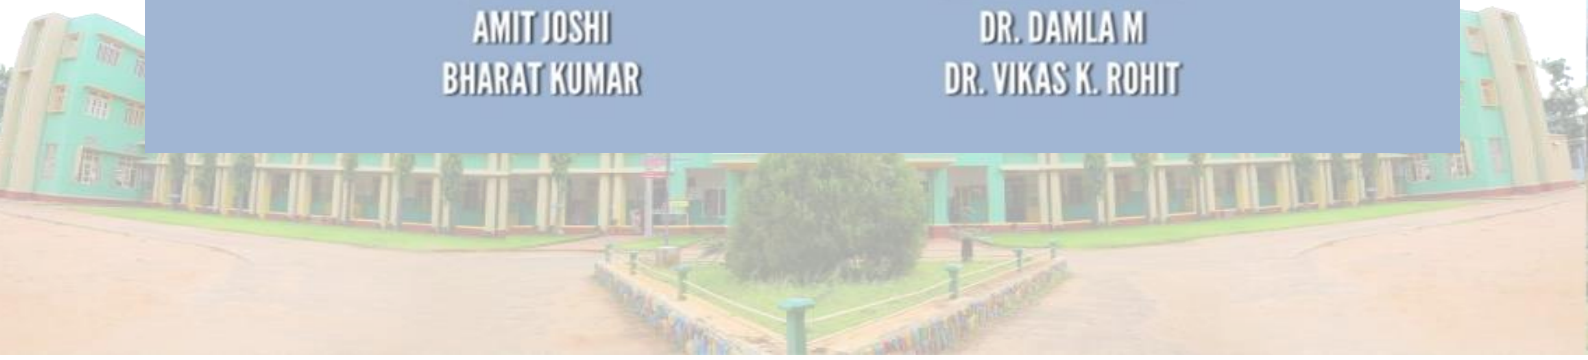 AMIT JOSHI
BHARAT KUMAR
DR. DAMLA M
DR. VIKAS K. ROHIT